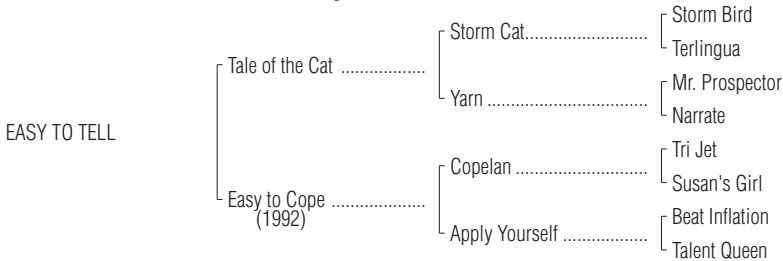 Storm Bird
Storm Cat.........................
Terlingua
Tale of the Cat ..................
Mr. Prospector
Yarn .................................
Narrate
EASY TO TELL
Tri Jet
Copelan ...........................
Susan's Girl
Easy to Cope ....................
(1992)
Beat Inflation
Apply Yourself ..................
Talent Queen